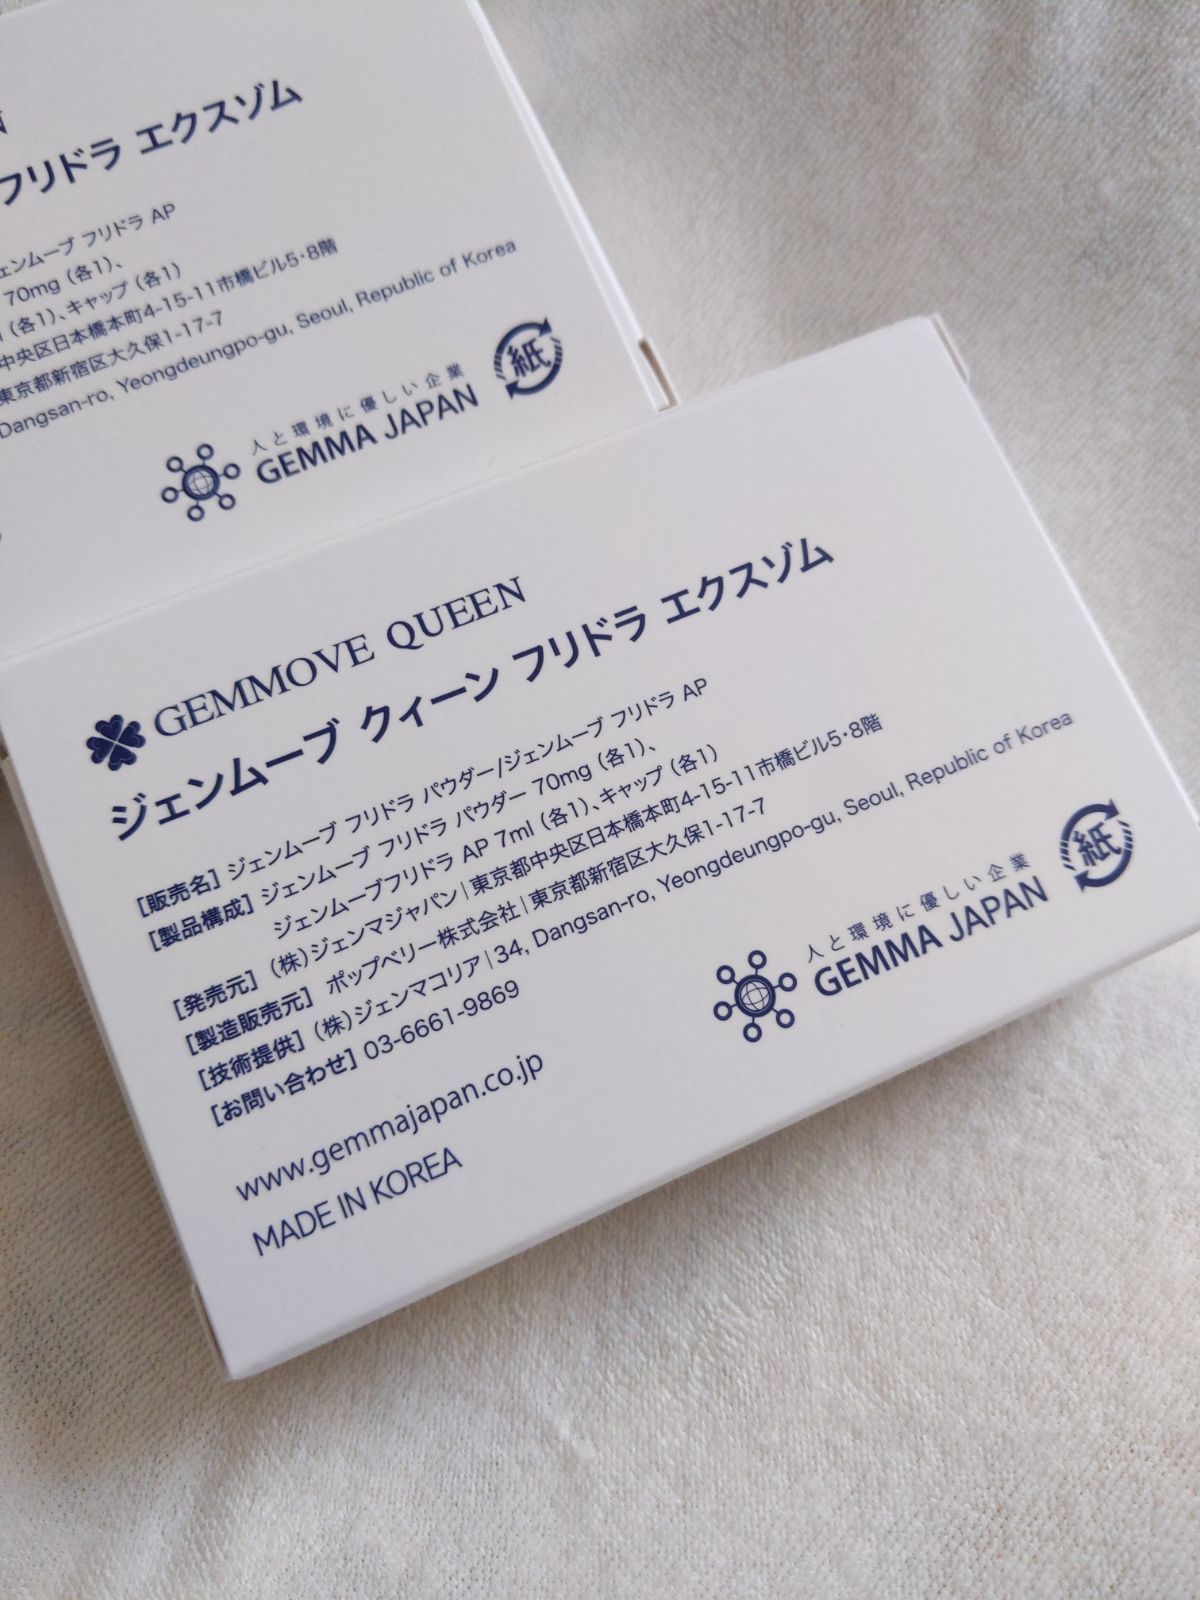 N
フリドラ エクスゾム
ェンムーブ フリドラ AP
70mg (各1)、
l (各1)、キャップ (各1)
中央区日本橋本町4-15-11市橋ビル5・8階
東京都新宿区大久保1-17-7
Dangsan-ro, Yeongdeungpo-gu, Seoul, Republic of Korea
人と環境に優しい企業
GEMMA JAPAN
紙
GEMMOVE QUEEN
ジェンムーブ クィーン フリドラ エクスゾム
[販売名] ジェンムーブ フリドラ パウダー/ジェンムーブ フリドラ AP
[製品構成] ジェンムーブ フリドラ パウダー 70mg (各1)、
ジェンムーブフリドラ AP 7ml (各1)、キャップ (各1)
[発売元] (株)ジェンマジャパン|東京都中央区日本橋本町4-15-11市橋ビル5・8階
[製造販売元] ポップベリー株式会社|東京都新宿区大久保1-17-7
[技術提供] (株)ジェンマコリア|34, Dangsan-ro, Yeongdeungpo-gu, Seoul, Republic of Korea
[お問い合わせ] 03-6661-9869
www.gemmajapan.co.jp
MADE IN KOREA
人と環境に優しい企業
GEMMA JAPAN
紙